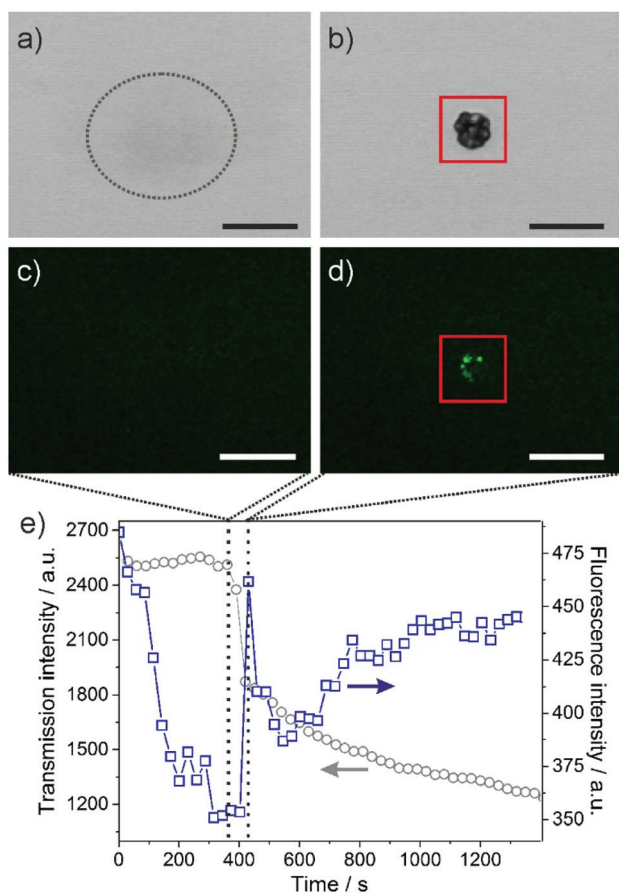 a)
b)
c)
d)
e)
2700
2400
2100
1800
1500
1200
Transmission intensity / a.u.
475
450
425
400
375
350
Fluorescence intensity / a.u.
0
200
400
600
800
1000
1200
Time / s